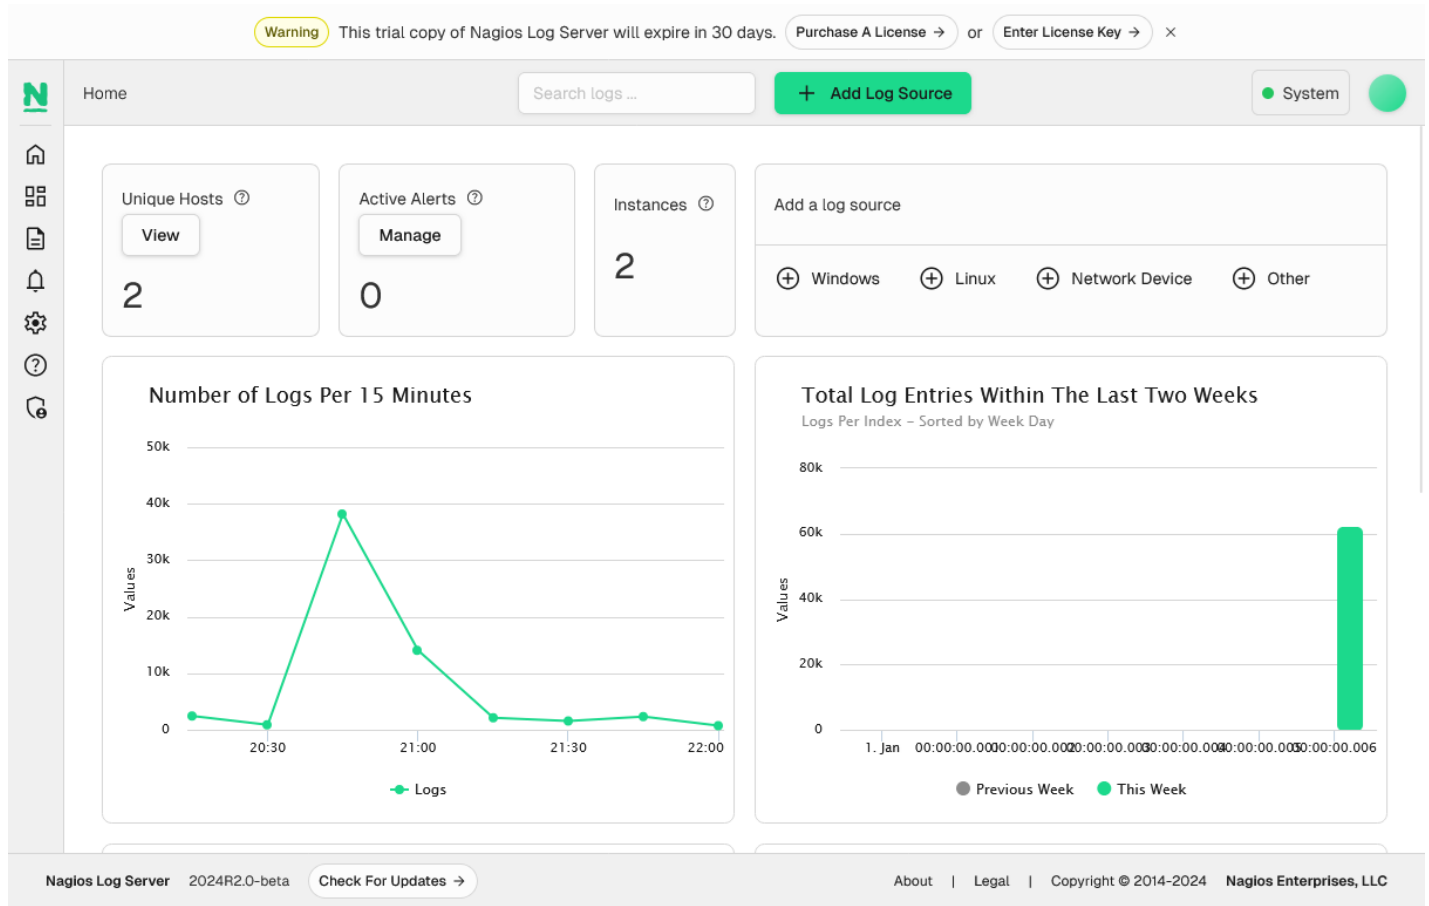 Warning This trial copy of Nagios Log Server will expire in 30 days. Purchase A License → or Enter License Key → ×
N Home Search logs ... + Add Log Source System
Unique Hosts ?
View
2
Active Alerts ?
Manage
0
Instances ?
2
Add a log source
Windows Linux Network Device Other
Number of Logs Per 15 Minutes
50k
40k
30k
20k
10k
0
Values
20:30 21:00 21:30 22:00
Logs
Total Log Entries Within The Last Two Weeks
Logs Per Index – Sorted by Week Day
80k
60k
40k
20k
0
Values
1. Jan 00:00:00.001 00:00:00.002 00:00:00.003 00:00:00.004 00:00:00.005 00:00:00.006
Previous Week This Week
Nagios Log Server 2024R2.0-beta Check For Updates → About | Legal | Copyright © 2014-2024 Nagios Enterprises, LLC